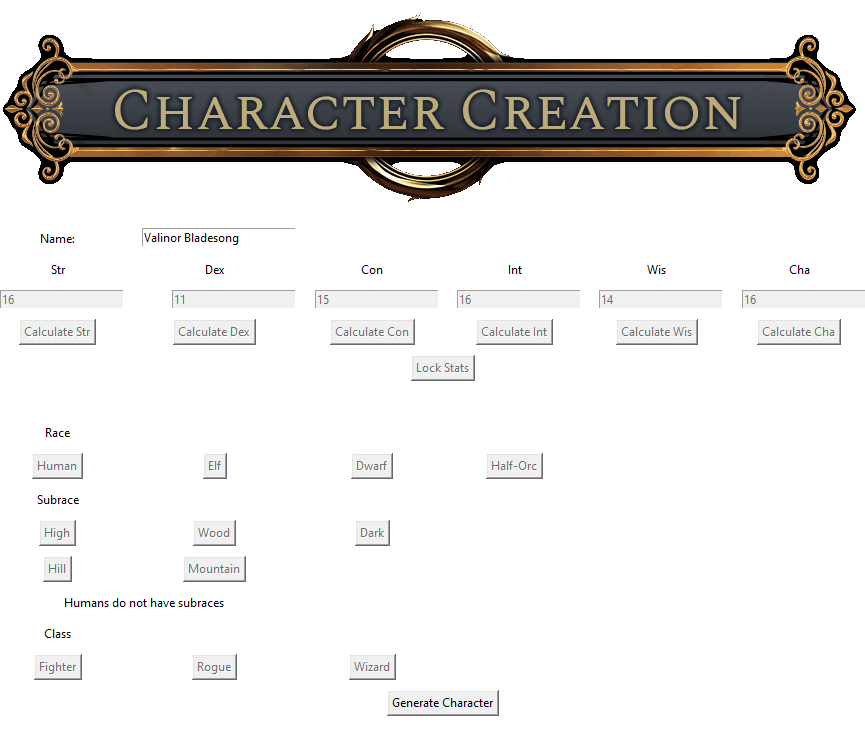 CHARACTER CREATION
Name: Valinor Bladesong
Str Dex Con Int Wis Cha
16 11 15 16 14 16
Calculate Str Calculate Dex Calculate Con Calculate Int Calculate Wis Calculate Cha
Lock Stats
Race
Human Elf Dwarf Half-Orc
Subrace
High Wood Dark
Hill Mountain
Humans do not have subraces
Class
Fighter Rogue Wizard
Generate Character